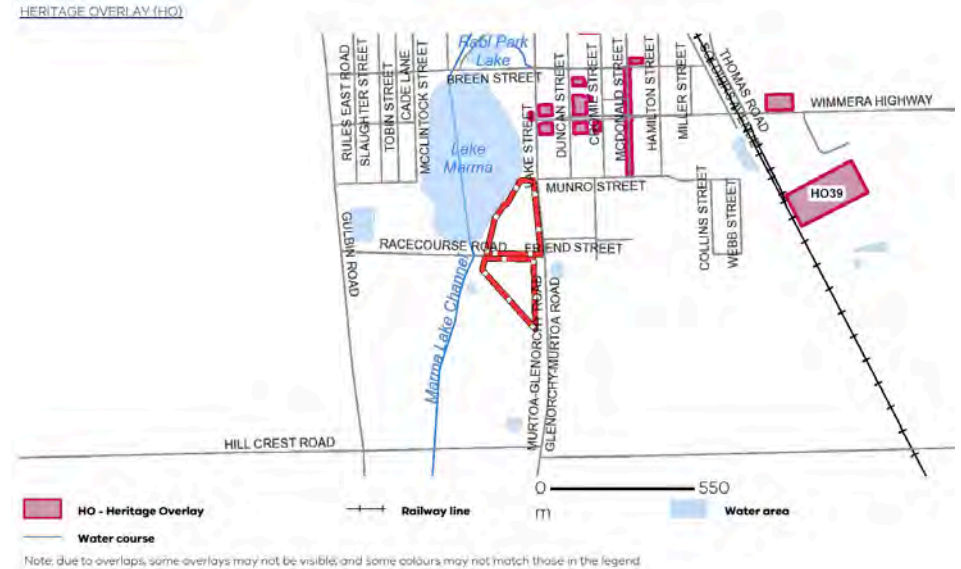 HERITAGE OVERLAY (HO)
Rabl Park
Lake
BREEN STREET
RULES EAST ROAD
SLAUGHTER STREET
TOBIN STREET
CADE LANE
MCCLINTOCK STREET
LAKE STREET
DUNCAN STREET
MCDONALD STREET
HAMILTON STREET
MILLER STREET
THOMAS ROAD
WIMMERA HIGHWAY
Lake
Marma
MUNRO STREET
HO39
GULBIN ROAD
RACECOURSE ROAD
FRIEND STREET
COLLINS STREET
WEBB STREET
Marma Lake Channel
MURTOA-GLENORCHY ROAD
GLENORCHY-MURTOA ROAD
HILL CREST ROAD
0 550
m
HO - Heritage Overlay
Railway line
Water area
Water course
Note: due to overlaps, some overlays may not be visible, and some colours may not match those in the legend